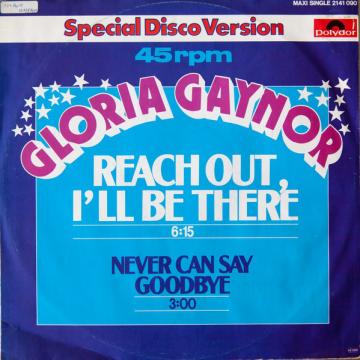 MAXI SINGLE 2141 090
Special Disco Version
polydor
45 rpm
GLORIA GAYNOR
REACH OUT,
I'LL BE THERE
6:15
NEVER CAN SAY
GOODBYE
3:00